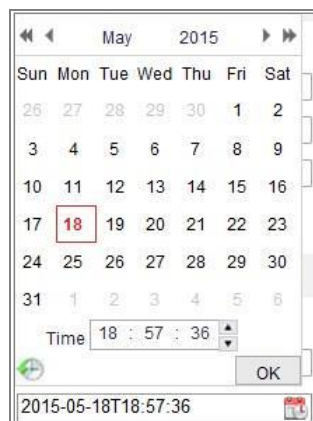 May 2015
Sun Mon Tue Wed Thu Fri Sat
26 27 28 29 30 1 2
3 4 5 6 7 8 9
10 11 12 13 14 15 16
17 18 19 20 21 22 23
24 25 26 27 28 29 30
31 1 2 3 4 5 6
Time 18 : 57 : 36
OK
2015-05-18T18:57:36